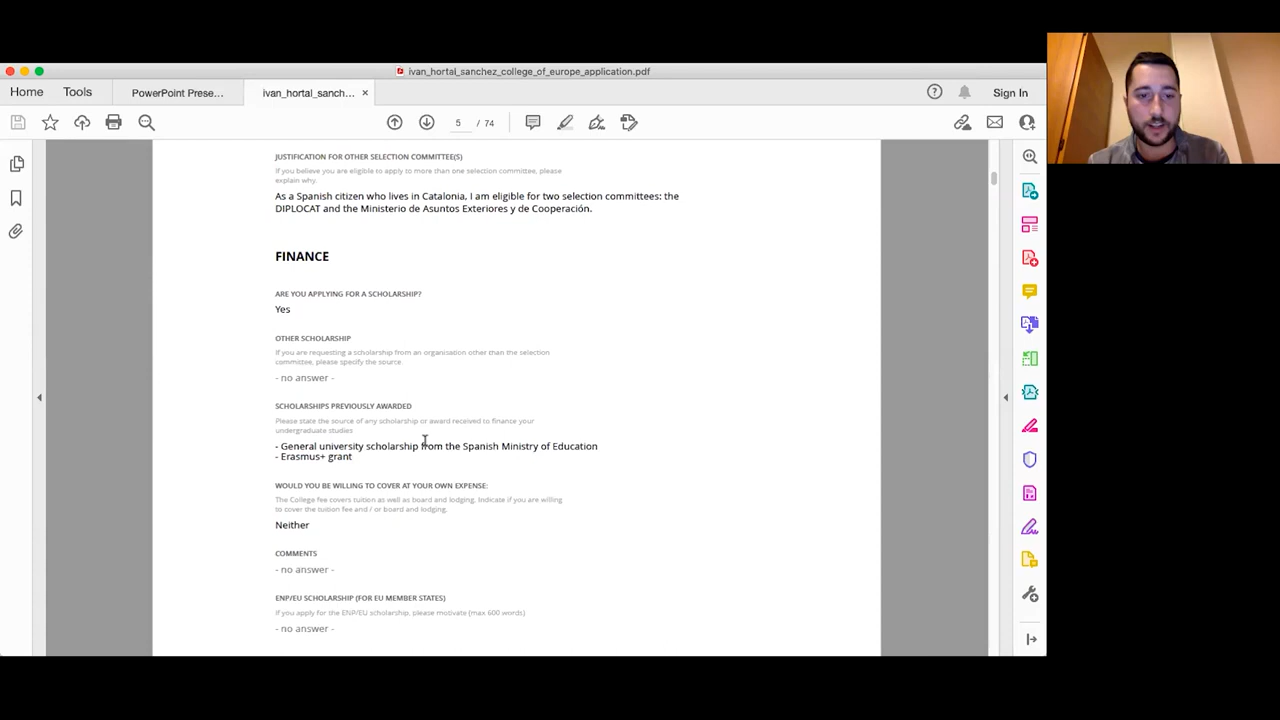 ivan_hortal_sanchez_college_of_europe_application.pdf
Home Tools PowerPoint Prese... ivan_hortal_sanch... × Sign In
5 / 74
JUSTIFICATION FOR OTHER SELECTION COMMITTEE(S)
If you believe you are eligible to apply to more than one selection committee, please
explain why.
As a Spanish citizen who lives in Catalonia, I am eligible for two selection committees: the
DIPLOCAT and the Ministerio de Asuntos Exteriores y de Cooperación.
FINANCE
ARE YOU APPLYING FOR A SCHOLARSHIP?
Yes
OTHER SCHOLARSHIP
If you are requesting a scholarship from an organisation other than the selection
committee, please specify the source.
- no answer -
SCHOLARSHIPS PREVIOUSLY AWARDED
Please state the source of any scholarship or award received to finance your
undergraduate studies
- General university scholarship from the Spanish Ministry of Education
- Erasmus+ grant
WOULD YOU BE WILLING TO COVER AT YOUR OWN EXPENSE:
The College fee covers tuition as well as board and lodging. Indicate if you are willing
to cover the tuition fee and / or board and lodging.
Neither
COMMENTS
- no answer -
ENP/EU SCHOLARSHIP (FOR EU MEMBER STATES)
If you apply for the ENP/EU scholarship, please motivate (max 600 words)
- no answer -